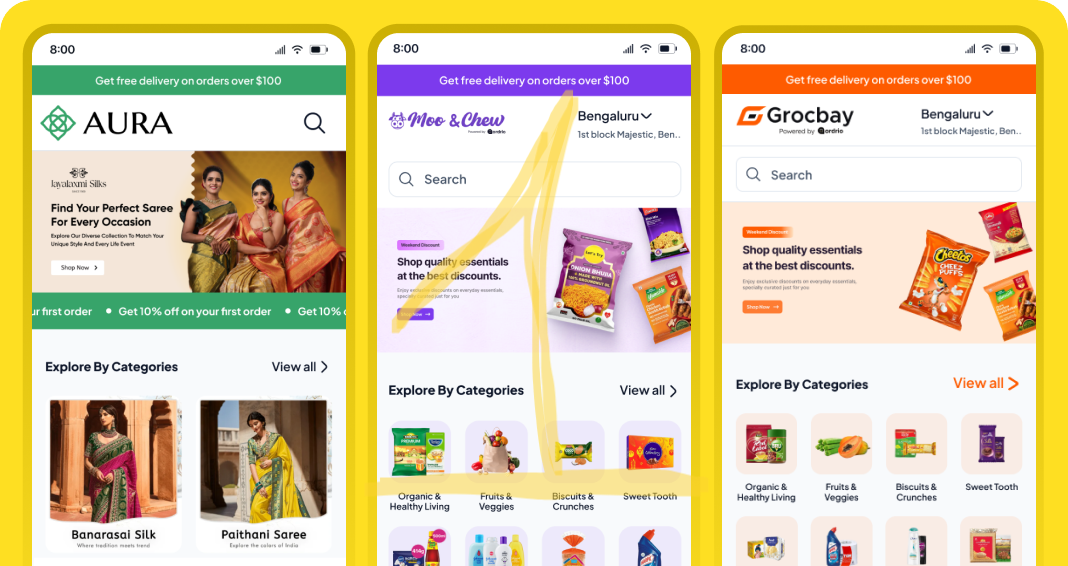 8:00
Get free delivery on orders over $100
AURA
Jayalaxmi Silks
Find Your Perfect Saree
For Every Occasion
Explore Our Diverse Collection To Match Your
Unique Style And Every Life Event
Shop Now
ur first order • Get 10% off on your first order • Get 10%
Explore By Categories
View all
Banarasai Silk
Where tradition meets trend
Paithani Saree
Explore the colors of India
8:00
Get free delivery on orders over $100
Moo & Chew
Powered by Qordrio
Bengaluru
1st block Majestic, Ben..
Search
Weekend Discount
Shop quality essentials
at the best discounts.
Enjoy exclusive discounts on everyday essentials,
specially curated just for you
Shop Now
ONION BHUJIA
Explore By Categories
View all
Organic &
Healthy Living
Fruits &
Veggies
Biscuits &
Crunches
Sweet Tooth
8:00
Get free delivery on orders over $100
Grocbay
Powered by Qordrio
Bengaluru
1st block Majestic, Ben..
Search
Weekend Discount
Shop quality essentials
at the best discounts.
Enjoy exclusive discounts on everyday essentials,
specially curated just for you
Shop Now
Cheetos
CHEEZ
PUFFS
Explore By Categories
View all
Organic &
Healthy Living
Fruits &
Veggies
Biscuits &
Crunches
Sweet Tooth